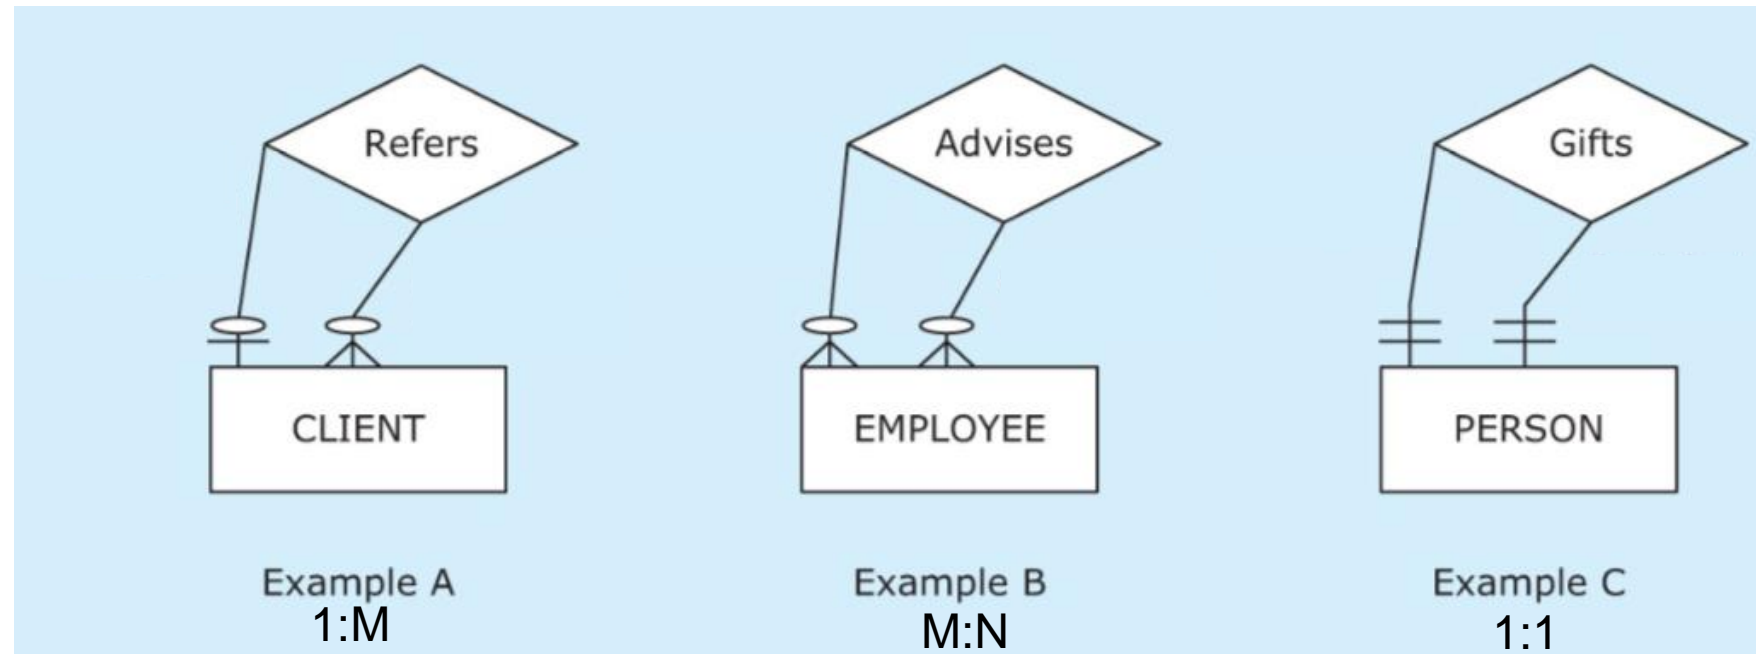 Refers
Advises
Gifts
CLIENT
EMPLOYEE
PERSON
Example A
1:M
Example B
M:N
Example C
1:1